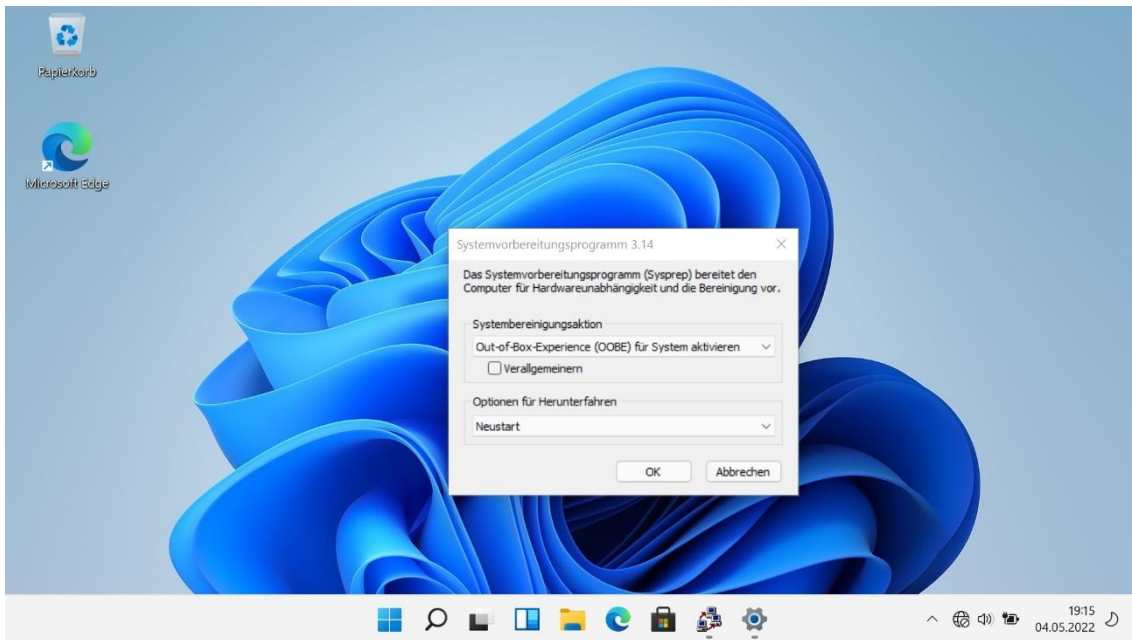 Papierkorb
Microsoft Edge
Systemvorbereitungsprogramm 3.14
Das Systemvorbereitungsprogramm (Sysprep) bereitet den
Computer für Hardwareunabhängigkeit und die Bereinigung vor.
Systembereinigungsaktion
Out-of-Box-Experience (OOBE) für System aktivieren
Verallgemeinern
Optionen für Herunterfahren
Neustart
OK
Abbrechen
19:15
04.05.2022